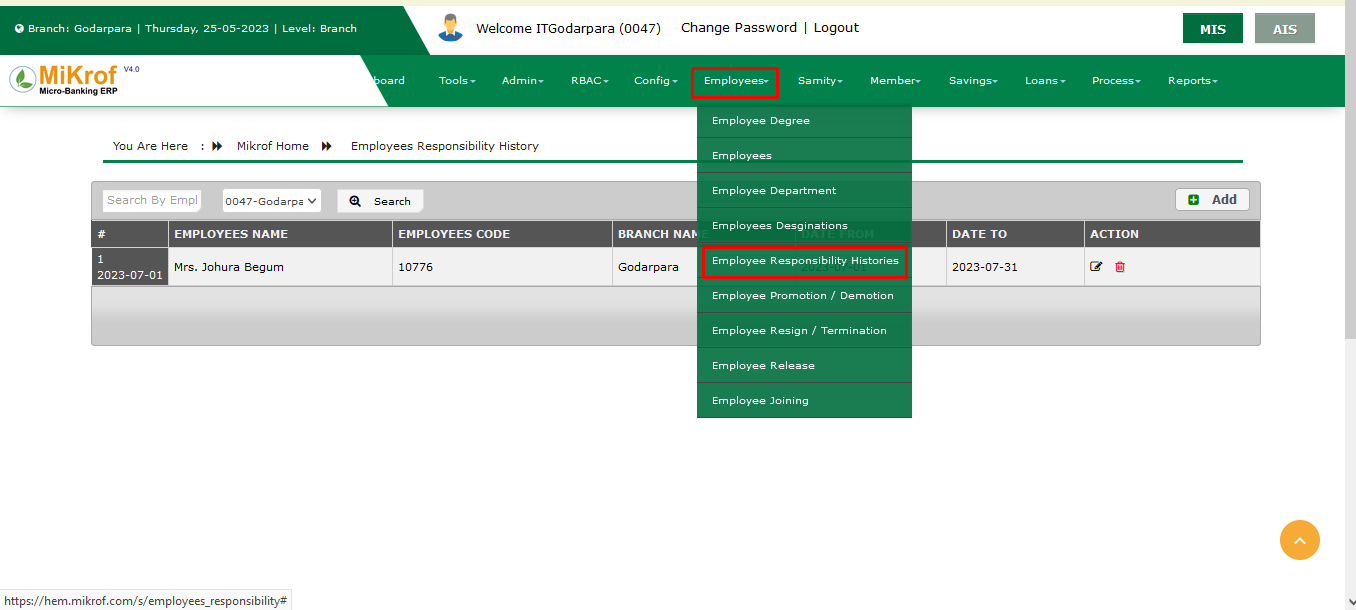 Branch: Godarpara | Thursday, 25-05-2023 | Level: Branch
Welcome ITGodarpara (0047) Change Password | Logout
MIS AIS
MiKrof V4.0
Micro-Banking ERP
board Tools Admin RBAC Config Employees Samity Member Savings Loans Process Reports
Employee Degree
Employees
Employee Department
Employees Desginations
Employee Responsibility Histories
Employee Promotion / Demotion
Employee Resign / Termination
Employee Release
Employee Joining
You Are Here : Mikrof Home Employees Responsibility History
Search By Empl 0047-Godarpa Search Add
# EMPLOYEES NAME EMPLOYEES CODE BRANCH NAME DATE FROM DATE TO ACTION
1
2023-07-01 Mrs. Johura Begum 10776 Godarpara 2023-07-01 2023-07-31
https://hem.mikrof.com/s/employees_responsibility#